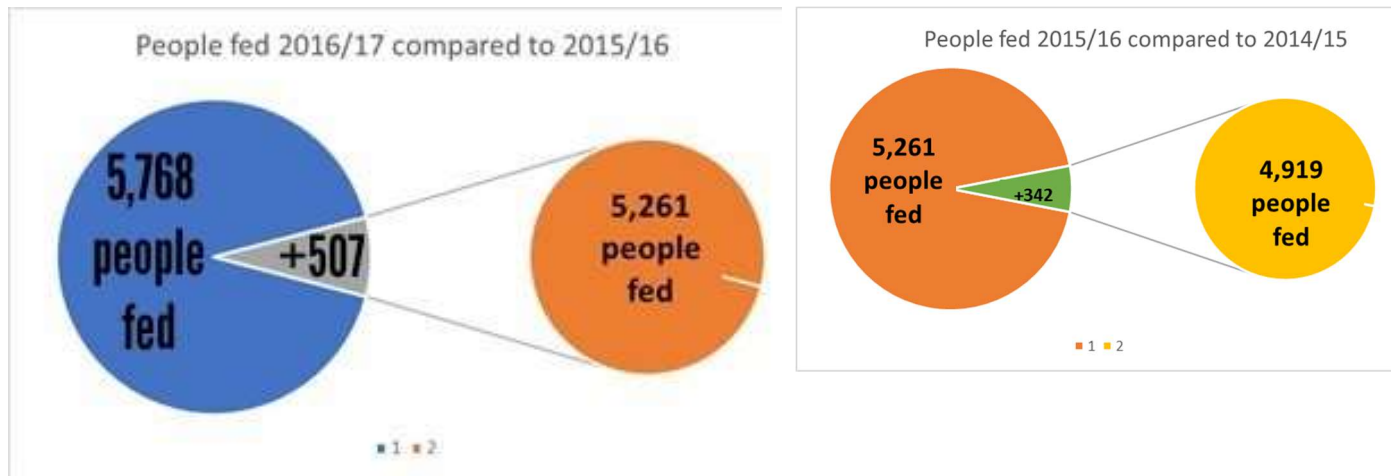 People fed 2016/17 compared to 2015/16
5,768
people
fed
+507
5,261
people
fed
1 2
People fed 2015/16 compared to 2014/15
5,261
people
fed
+342
4,919
people
fed
1 2